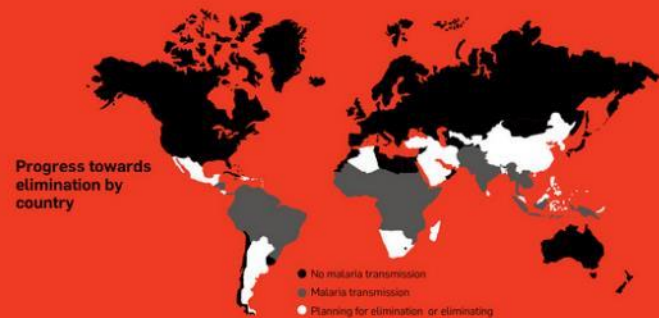 Progress towards
elimination by
country
No malaria transmission
Malaria transmission
Planning for elimination or eliminating